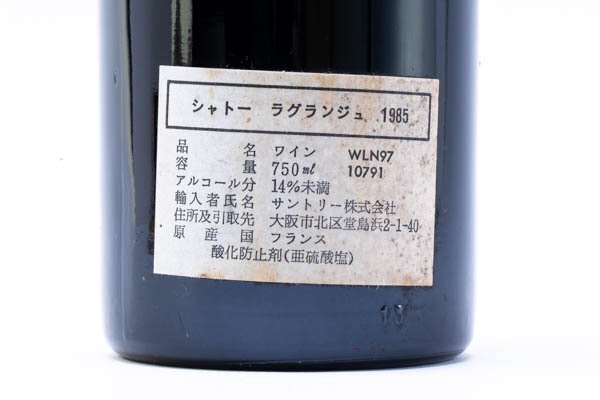 シャトー ラグランジュ 1985
品名 ワイン WLN97
容量 750ml 10791
アルコール分 14%未満
輸入者氏名 サントリー株式会社
住所及引取先 大阪市北区堂島浜2-1-40
原産国 フランス
酸化防止剤(亜硫酸塩)